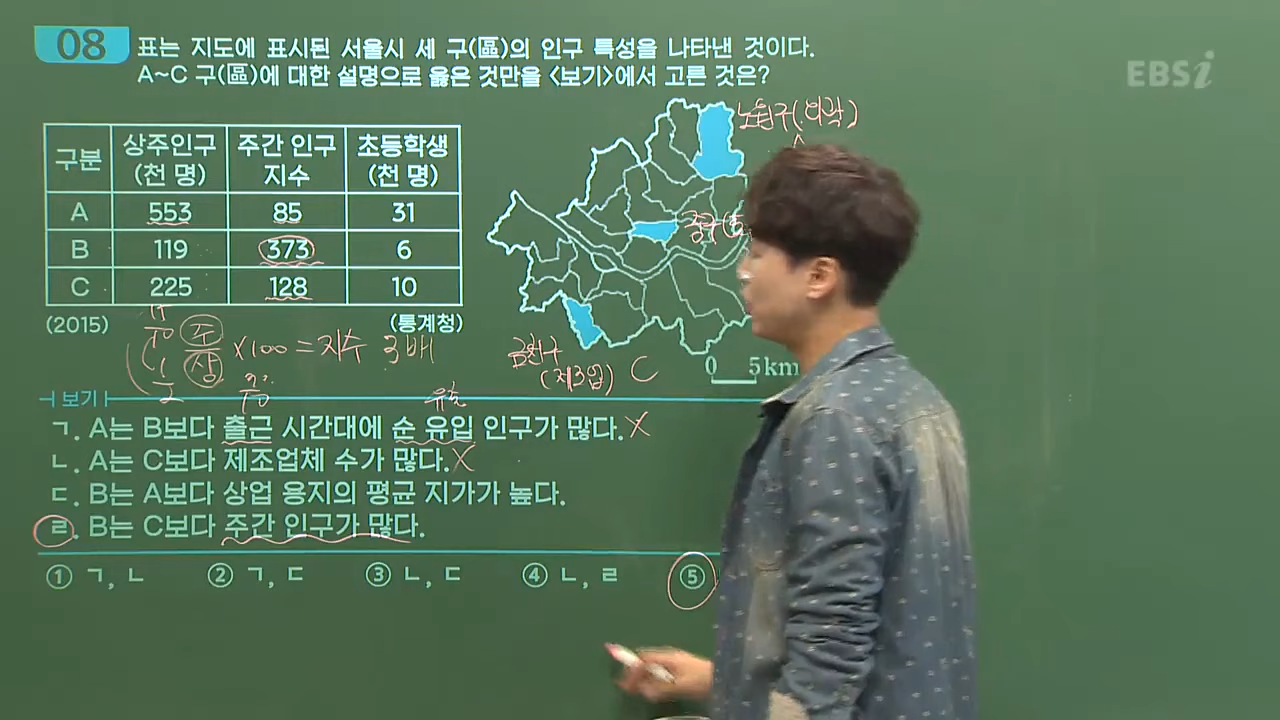 08
표는 지도에 표시된 서울시 세 구(區)의 인구 특성을 나타낸 것이다.
A~C 구(區)에 대한 설명으로 옳은 것만을 <보기>에서 고른 것은?
EBSi
구분 상주인구 (천 명) 주간 인구 지수 초등학생 (천 명)
A 553 85 31
B 119 373 6
C 225 128 10
(2015) (통계청)
노원구(외곽)
중구(
금천구
(제3업) C
0 5km
주/상 ×100 = 지수 3배
보기
유출
ㄱ. A는 B보다 출근 시간대에 순 유입 인구가 많다. X
ㄴ. A는 C보다 제조업체 수가 많다. X
ㄷ. B는 A보다 상업 용지의 평균 지가가 높다.
ㄹ. B는 C보다 주간 인구가 많다.
① ㄱ, ㄴ ② ㄱ, ㄷ ③ ㄴ, ㄷ ④ ㄴ, ㄹ ⑤